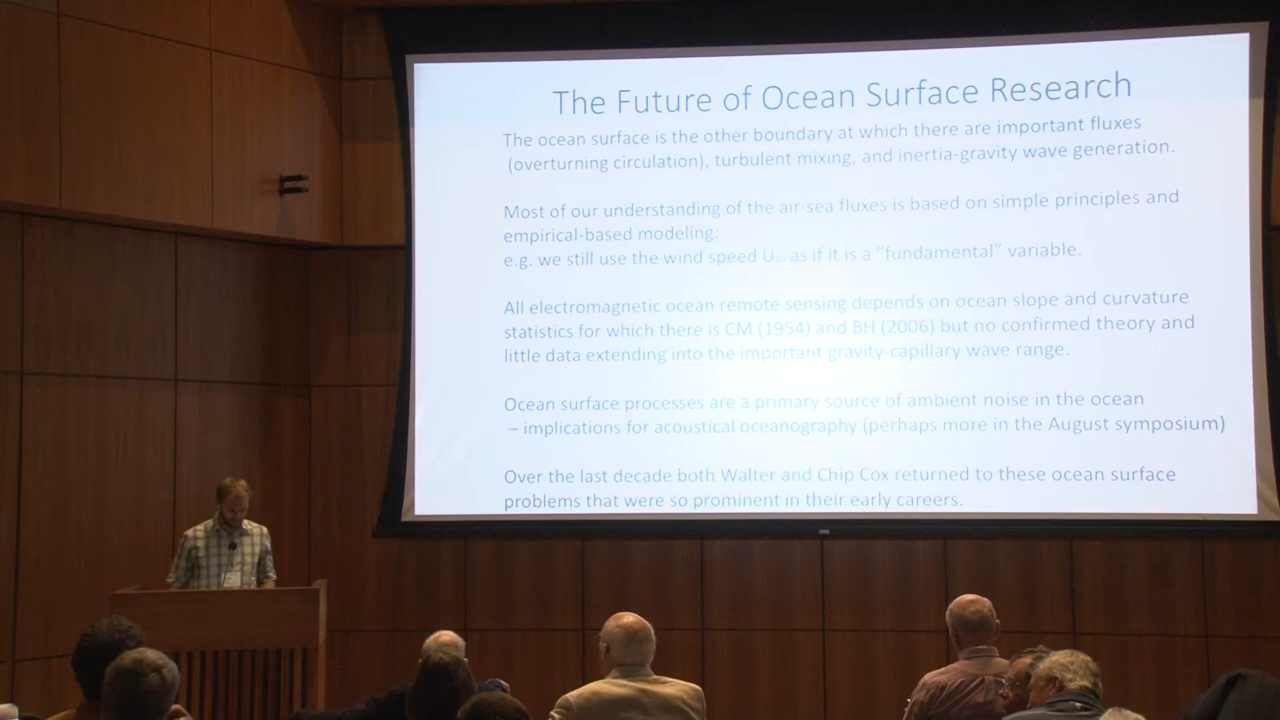 The Future of Ocean Surface Research
The ocean surface is the other boundary at which there are important fluxes
(overturning circulation), turbulent mixing, and inertia-gravity wave generation.
Most of our understanding of the air-sea fluxes is based on simple principles and
empirical-based modeling:
e.g. we still use the wind speed U₁₀ as if it is a “fundamental” variable.
All electromagnetic ocean remote sensing depends on ocean slope and curvature
statistics for which there is CM (1954) and BH (2006) but no confirmed theory and
little data extending into the important gravity-capillary wave range.
Ocean surface processes are a primary source of ambient noise in the ocean
– implications for acoustical oceanography (perhaps more in the August symposium)
Over the last decade both Walter and Chip Cox returned to these ocean surface
problems that were so prominent in their early careers.